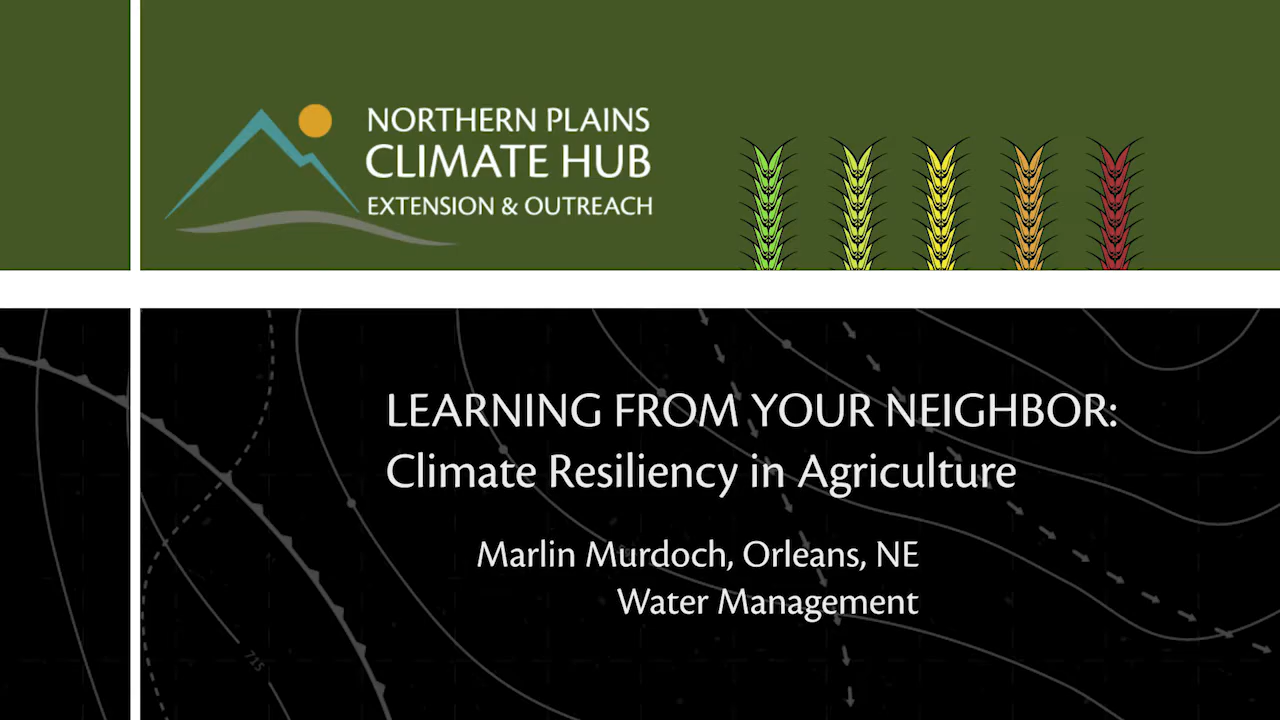 NORTHERN PLAINS
CLIMATE HUB
EXTENSION & OUTREACH
LEARNING FROM YOUR NEIGHBOR:
Climate Resiliency in Agriculture
Marlin Murdoch, Orleans, NE
Water Management
715